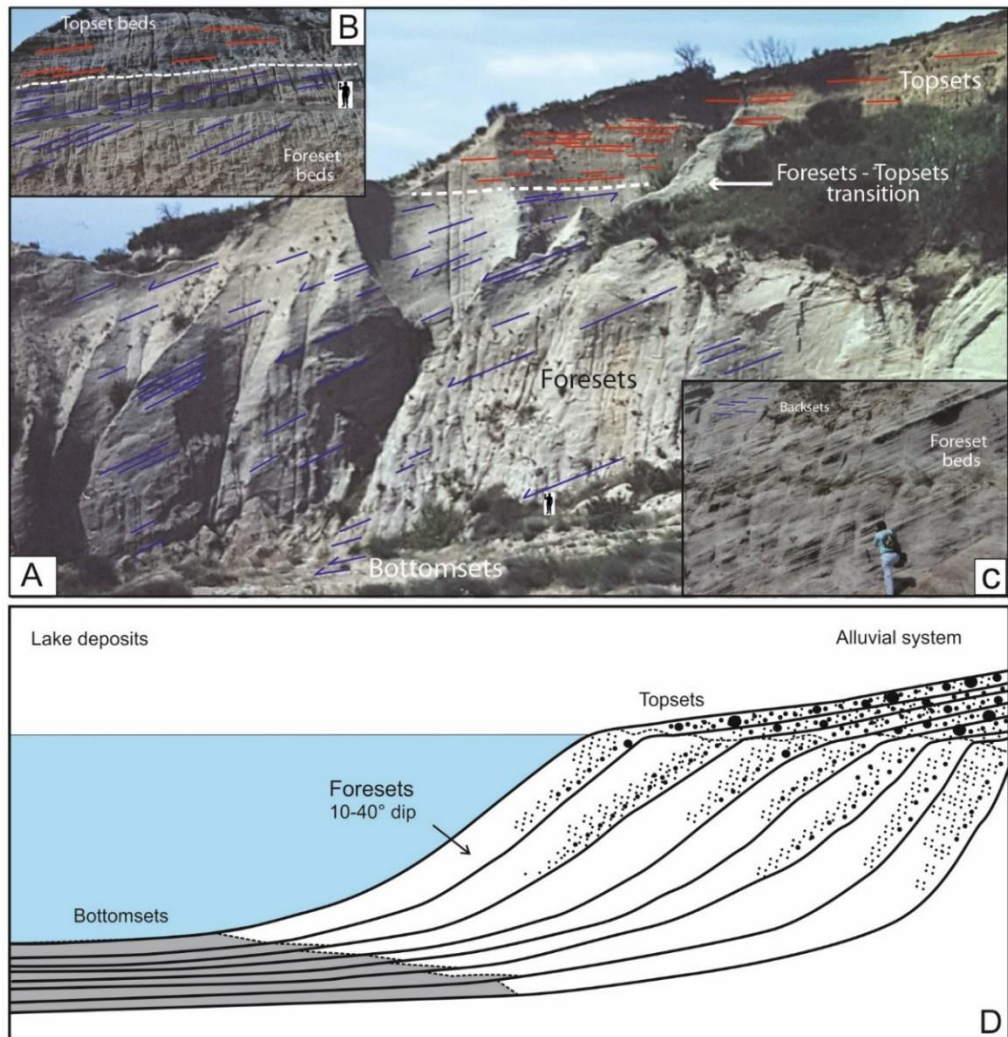 Topset beds
B
Foreset beds
Topsets
Foresets - Topsets
transition
Foresets
Bottomsets
A
Backsets
Foreset
beds
C
Lake deposits
Alluvial system
Topsets
Foresets
10-40° dip
Bottomsets
D